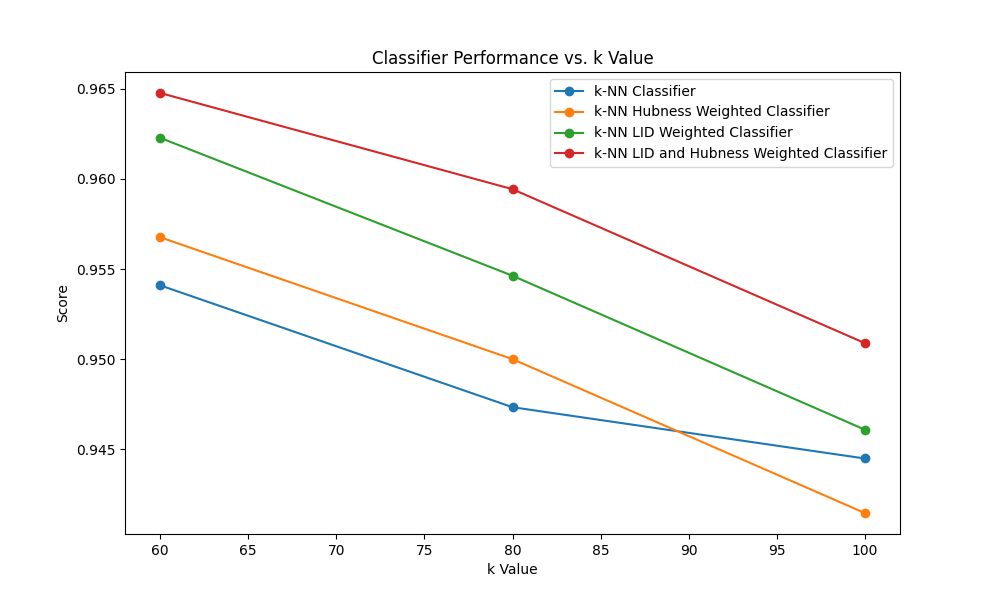 Classifier Performance vs. k Value
k-NN Classifier
k-NN Hubness Weighted Classifier
k-NN LID Weighted Classifier
k-NN LID and Hubness Weighted Classifier
0.965
0.960
0.955
0.950
0.945
Score
60 65 70 75 80 85 90 95 100
k Value